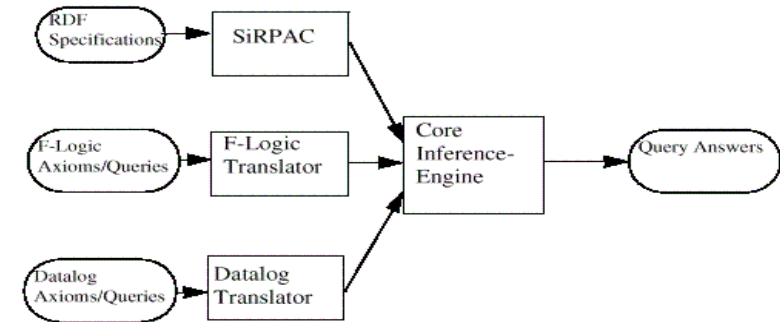 RDF
Specifications
SiRPAC
F-Logic
Axioms/Queries
F-Logic
Translator
Core
Inference-
Engine
Query Answers
Datalog
Axioms/Queries
Datalog
Translator